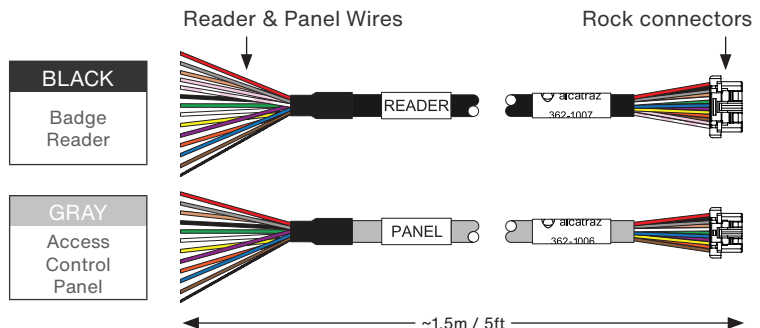 Reader & Panel Wires
Rock connectors
BLACK
Badge
Reader
READER
alcatraz
362-1007
GRAY
Access
Control
Panel
PANEL
alcatraz
362-1006
~1.5m / 5ft